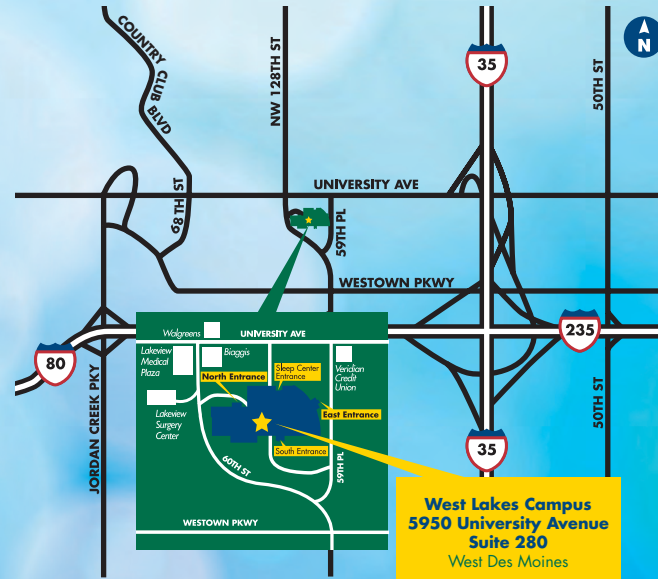 COUNTRY
CLUB
BLVD
NW 128TH ST
35
50TH ST
N
68TH ST
UNIVERSITY AVE
59TH PL
WESTOWN PKWY
80
235
JORDAN CREEK PKY
50TH ST
35
Walgreens
UNIVERSITY AVE
Lakeview
Medical
Plaza
Biaggis
Sleep Center
Entrance
Veridian
Credit
Union
North Entrance
East Entrance
Lakeview
Surgery
Center
South Entrance
60TH ST
59TH PL
WESTOWN PKWY
West Lakes Campus
5950 University Avenue
Suite 280
West Des Moines